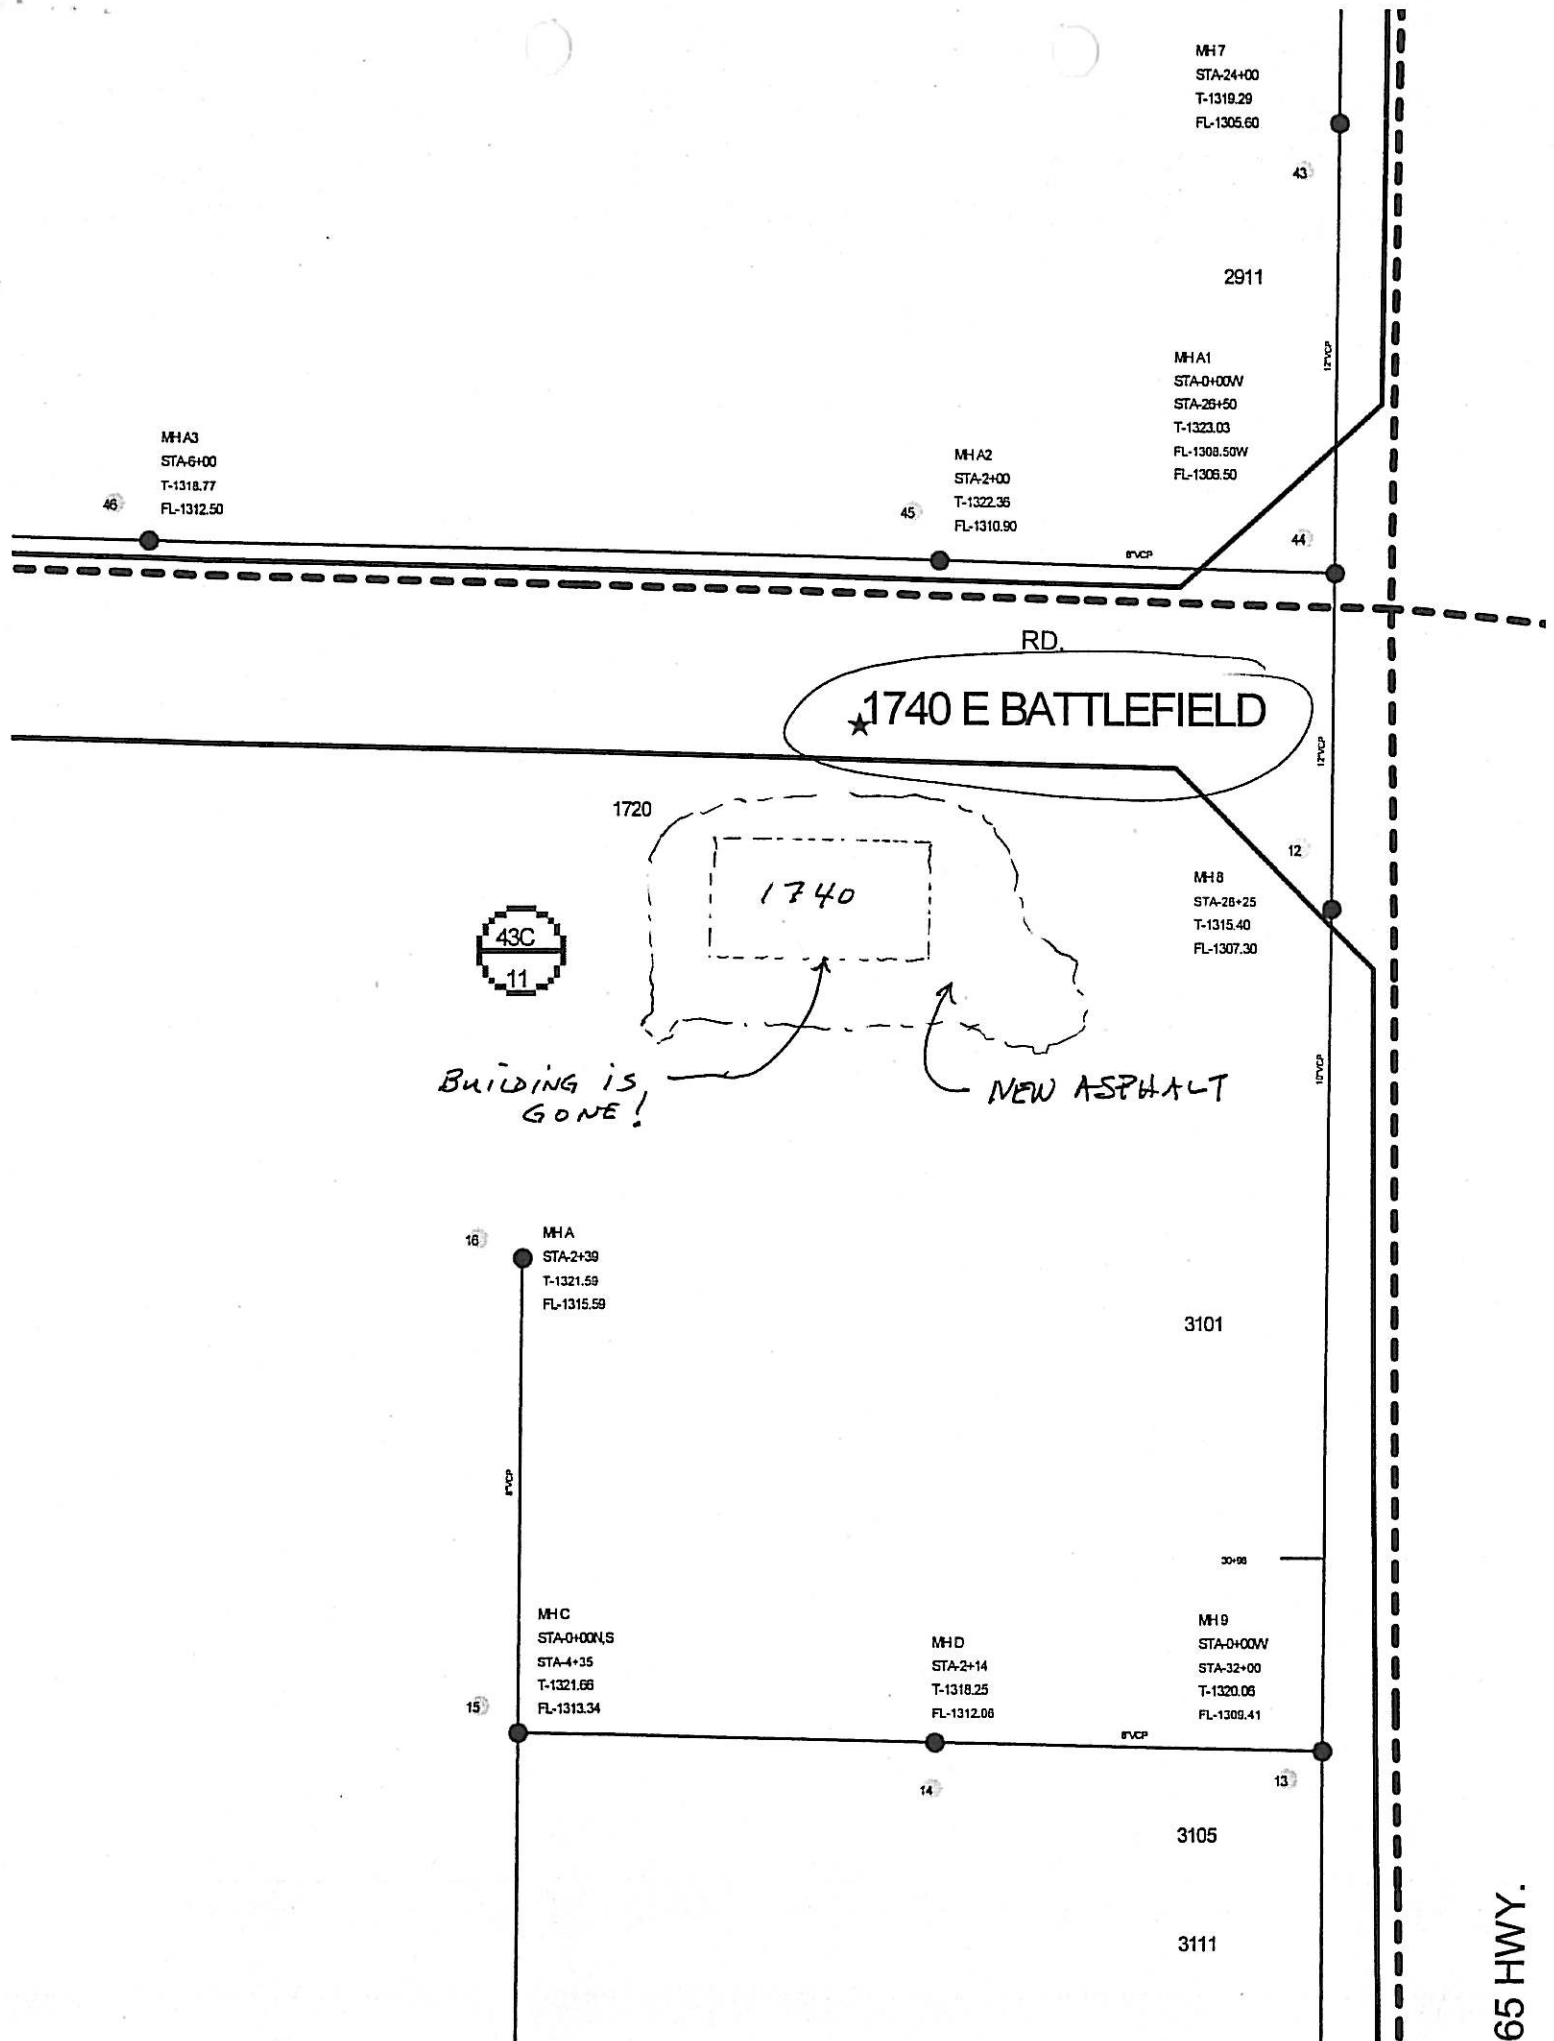 MH 7
STA-24+00
T-1319.29
FL-1305.60
43
2911
12"VCP
MH A1
STA-0+00W
STA-26+50
T-1323.03
FL-1308.50W
FL-1306.50
44
MH A3
STA-6+00
T-1318.77
FL-1312.50
46
MH A2
STA-2+00
T-1322.36
FL-1310.90
45
8"VCP
RD.
★1740 E BATTLEFIELD
12"VCP
1720
1740
12
MH 8
STA-28+25
T-1315.40
FL-1307.30
43C
11
10"VCP
BUILDING IS
GONE!
NEW ASPHALT
16
MH A
STA-2+39
T-1321.59
FL-1315.59
3101
8"VCP
30+98
MH C
STA-0+00N,S
STA-4+35
T-1321.66
FL-1313.34
15
MH D
STA-2+14
T-1318.25
FL-1312.06
14
8"VCP
MH 9
STA-0+00W
STA-32+00
T-1320.06
FL-1309.41
13
3105
3111
65 HWY.